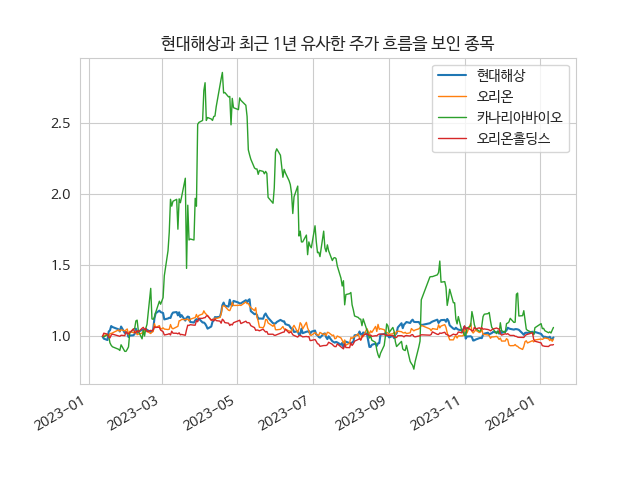 현대해상과 최근 1년 유사한 주가 흐름을 보인 종목
현대해상
오리온
카나리아바이오
오리온홀딩스
2.5
2.0
1.5
1.0
2023-01
2023-03
2023-05
2023-07
2023-09
2023-11
2024-01